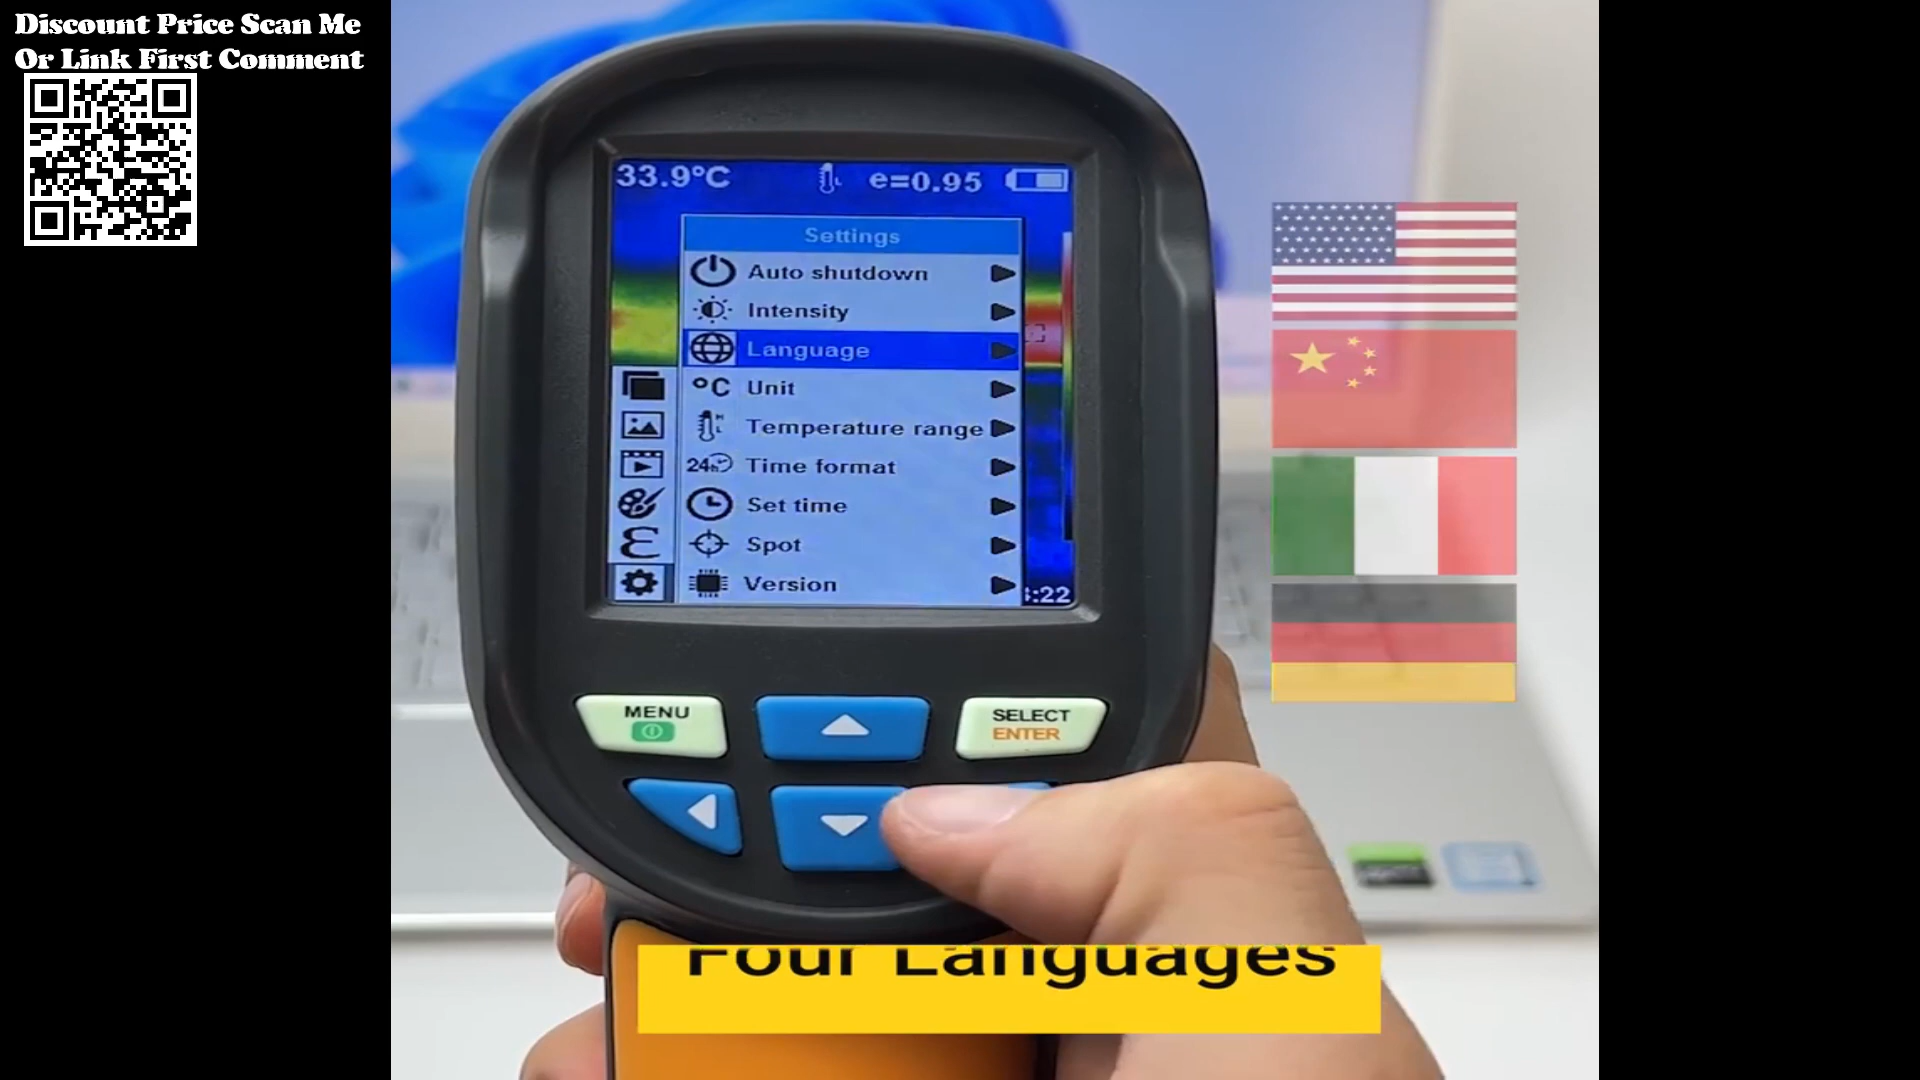 Discount Price Scan Me
Or Link First Comment
33.9°C
L
e=0.95
Settings
Auto shutdown
Intensity
Language
°C Unit
H
L
Temperature range
24h Time format
Set time
Spot
Version
ε
:22
MENU
SELECT
ENTER
Four Languages